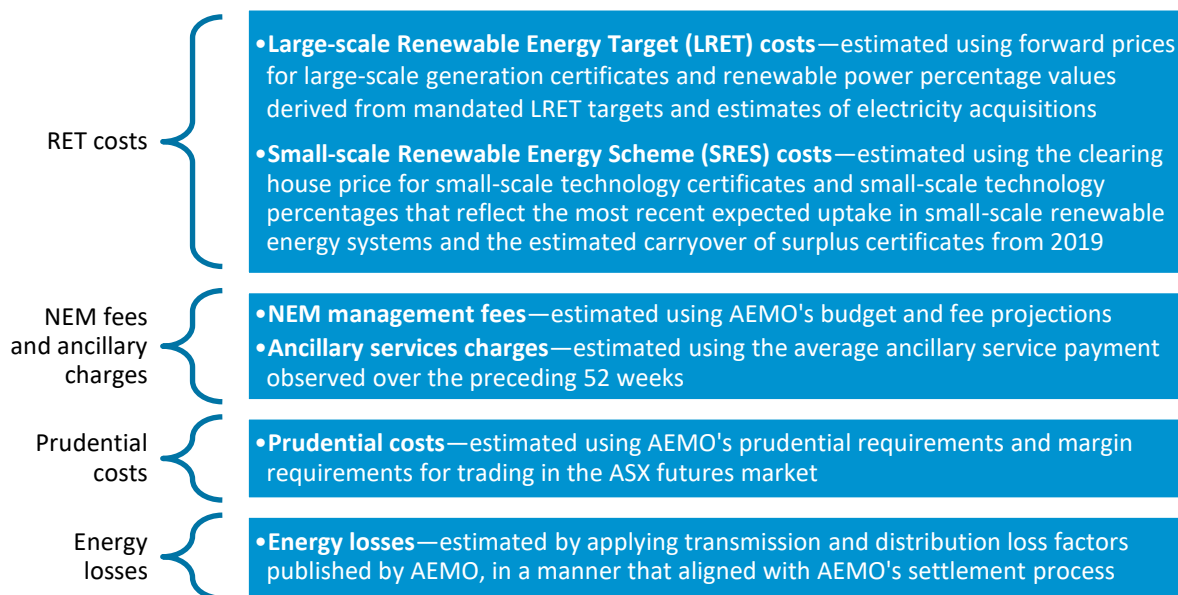 RET costs
•Large-scale Renewable Energy Target (LRET) costs—estimated using forward prices
for large-scale generation certificates and renewable power percentage values
derived from mandated LRET targets and estimates of electricity acquisitions
•Small-scale Renewable Energy Scheme (SRES) costs—estimated using the clearing
house price for small-scale technology certificates and small-scale technology
percentages that reflect the most recent expected uptake in small-scale renewable
energy systems and the estimated carryover of surplus certificates from 2019
NEM fees
and ancillary
charges
•NEM management fees—estimated using AEMO's budget and fee projections
•Ancillary services charges—estimated using the average ancillary service payment
observed over the preceding 52 weeks
Prudential
costs
•Prudential costs—estimated using AEMO's prudential requirements and margin
requirements for trading in the ASX futures market
Energy
losses
•Energy losses—estimated by applying transmission and distribution loss factors
published by AEMO, in a manner that aligned with AEMO's settlement process